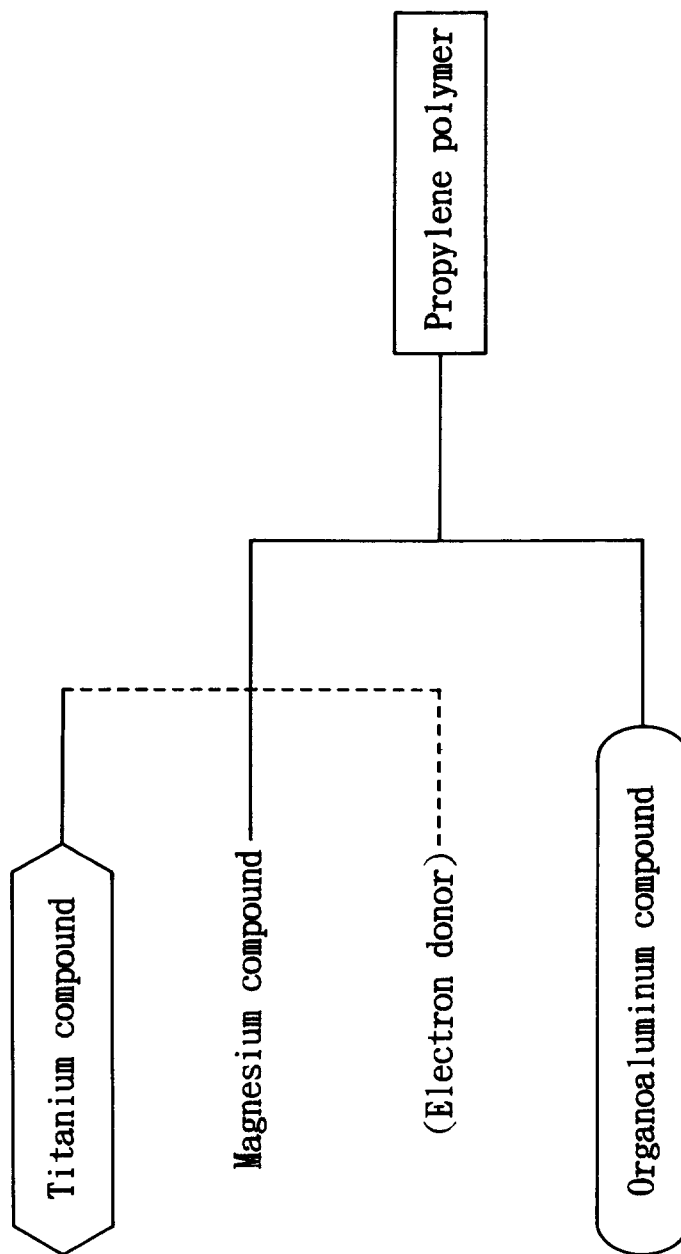 Titanium compound
Magnesium compound
(Electron donor)
Organoaluminum compound
Propylene polymer